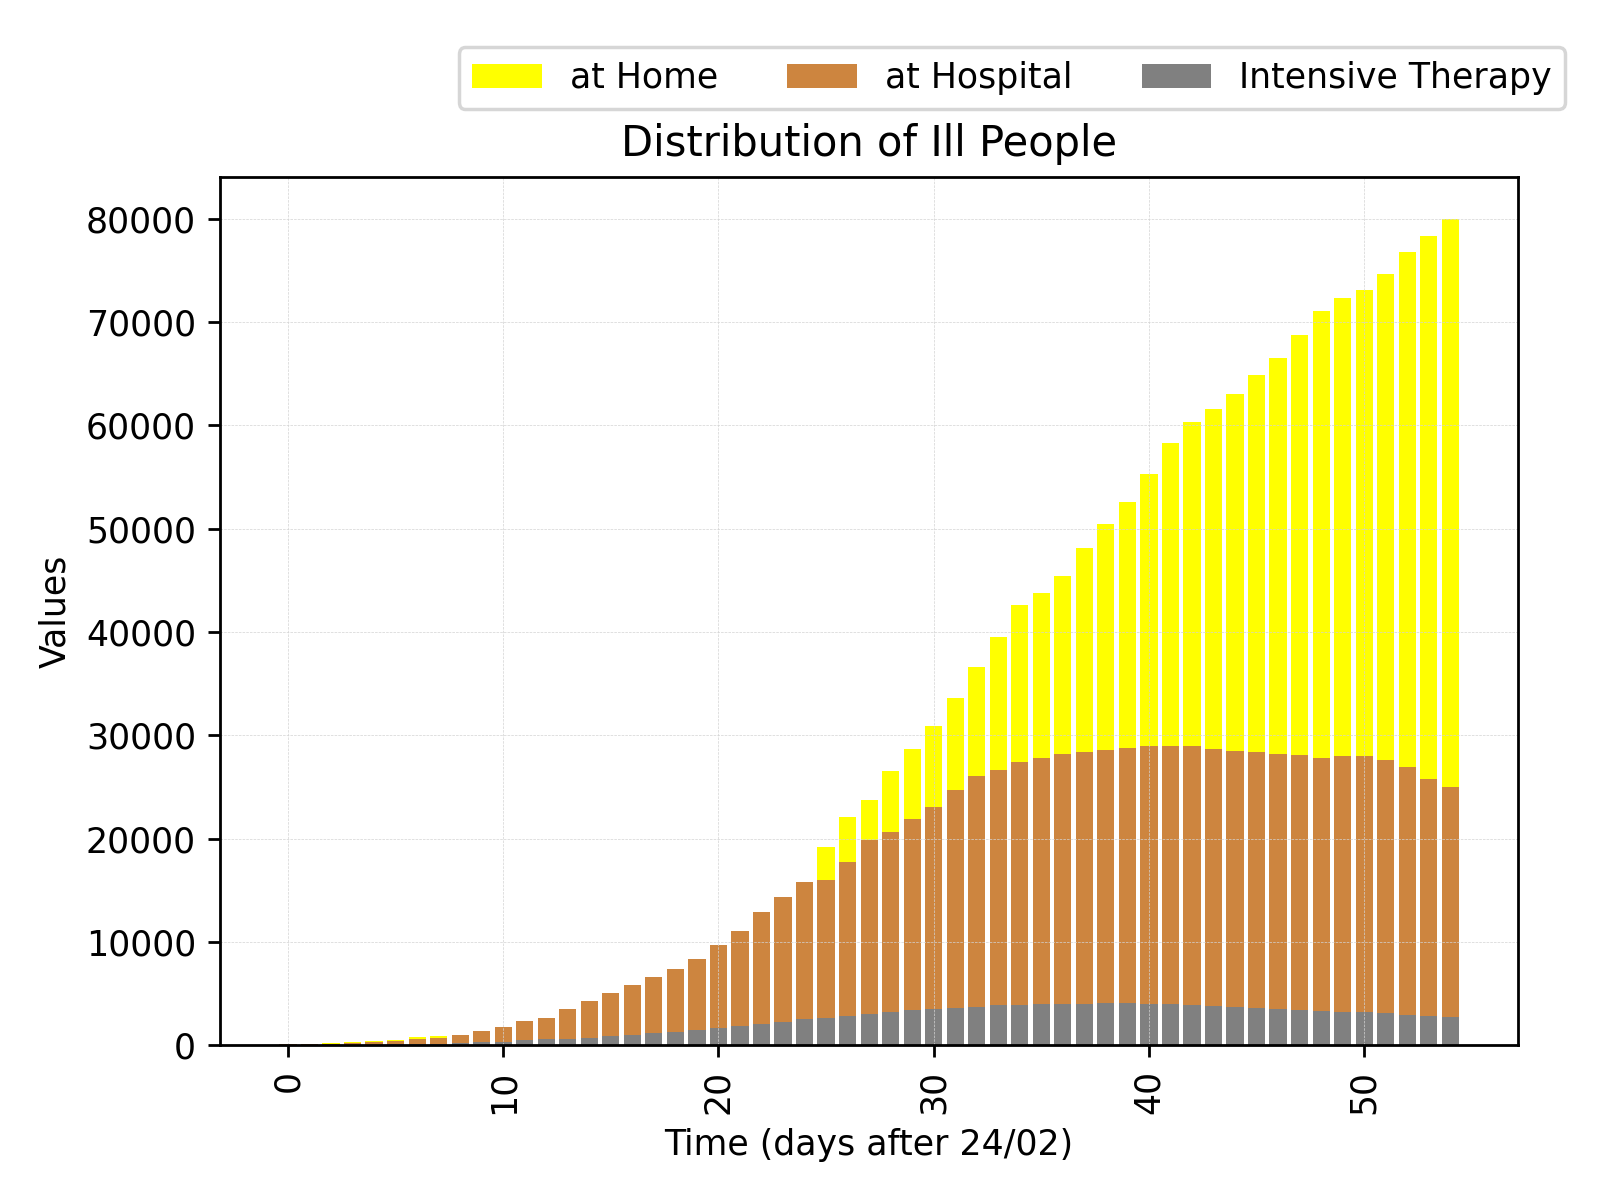 at Home at Hospital Intensive Therapy
Distribution of Ill People
80000
70000
60000
50000
40000
30000
20000
10000
0
Values
0 10 20 30 40 50
Time (days after 24/02)